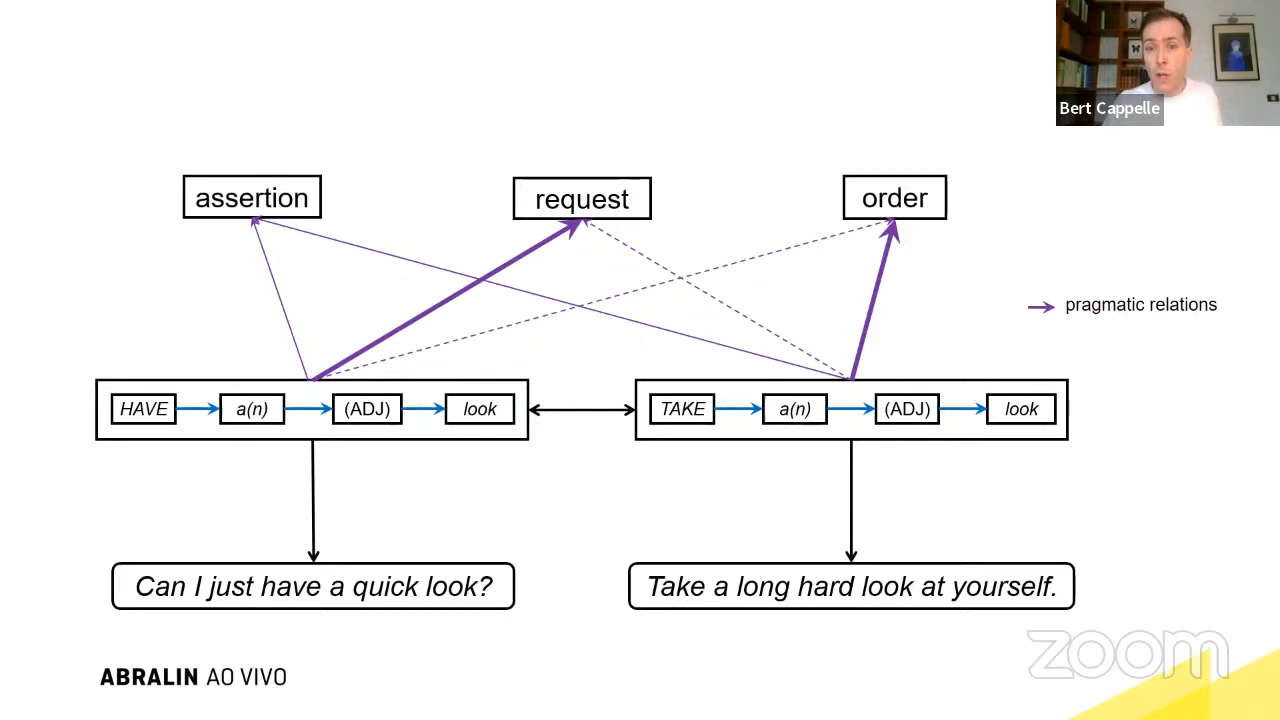 Bert Cappelle
assertion
request
order
pragmatic relations
HAVE a(n) (ADJ) look
TAKE a(n) (ADJ) look
Can I just have a quick look?
Take a long hard look at yourself.
zoom
ABRALIN AO VIVO